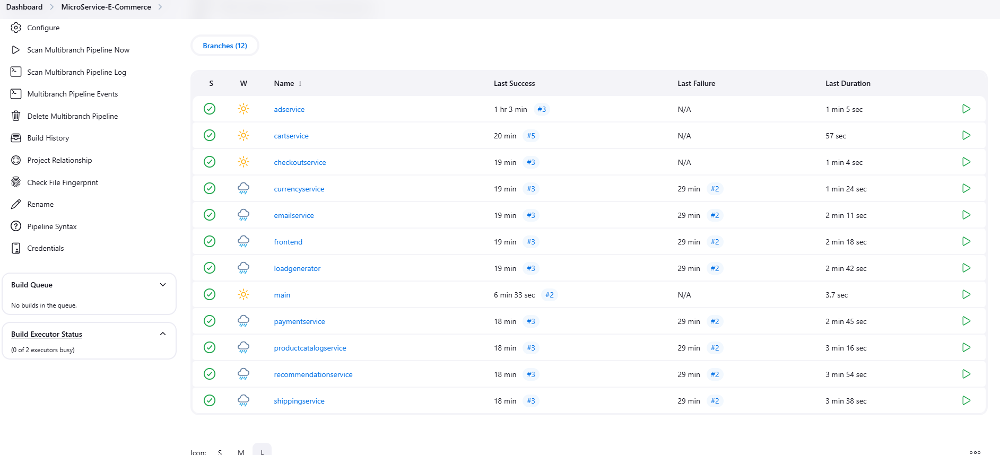 Dashboard > MicroService-E-Commerce >
Configure
Scan Multibranch Pipeline Now
Scan Multibranch Pipeline Log
Multibranch Pipeline Events
Delete Multibranch Pipeline
Build History
Project Relationship
Check File Fingerprint
Rename
Pipeline Syntax
Credentials
Build Queue
No builds in the queue.
Build Executor Status
(0 of 2 executors busy)
Branches (12)
S W Name ↓ Last Success Last Failure Last Duration
adservice 1 hr 3 min #3 N/A 1 min 5 sec
cartservice 20 min #5 N/A 57 sec
checkoutservice 19 min #3 N/A 1 min 4 sec
currencyservice 19 min #3 29 min #2 1 min 24 sec
emailservice 19 min #3 29 min #2 2 min 11 sec
frontend 19 min #3 29 min #2 2 min 18 sec
loadgenerator 19 min #3 29 min #2 2 min 42 sec
main 6 min 33 sec #2 N/A 3.7 sec
paymentservice 18 min #3 29 min #2 2 min 45 sec
productcatalogservice 18 min #3 29 min #2 3 min 16 sec
recommendationservice 18 min #3 29 min #2 3 min 54 sec
shippingservice 18 min #3 29 min #2 3 min 38 sec
Icon: S M L